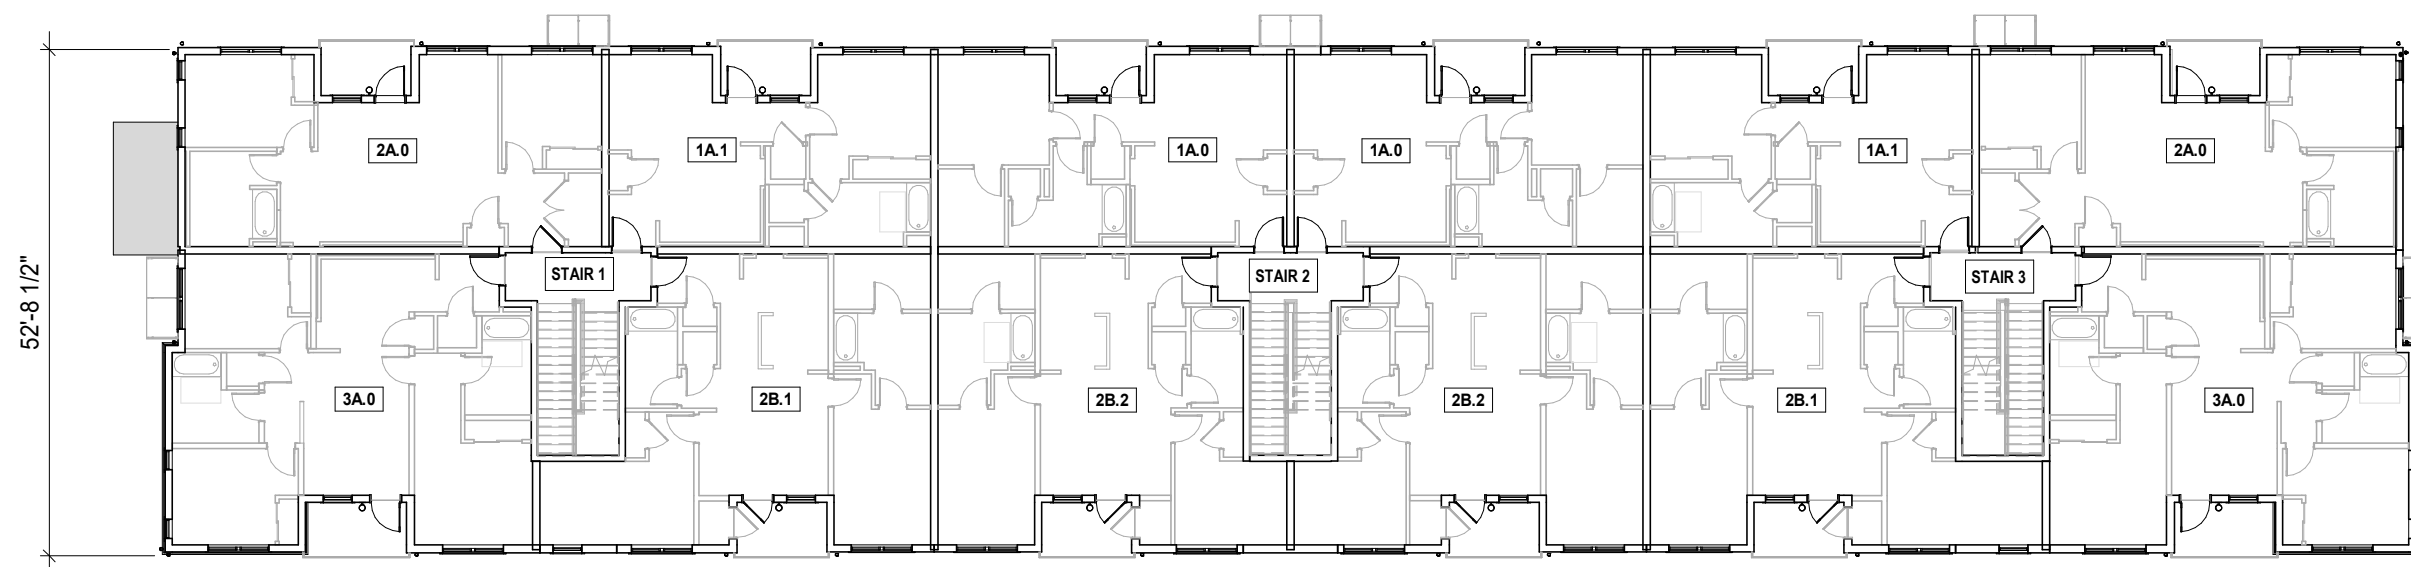 2A.0
1A.1
1A.0
1A.0
1A.1
2A.0
52'-8 1/2"
STAIR 1
STAIR 2
STAIR 3
3A.0
2B.1
2B.2
2B.2
2B.1
3A.0